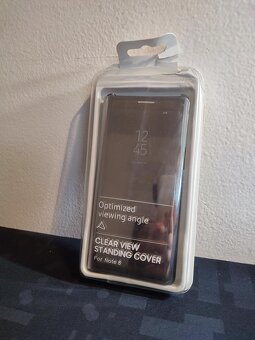 12
45
Optimized
viewing angle
CLEAR VIEW
STANDING COVER
For Note 8